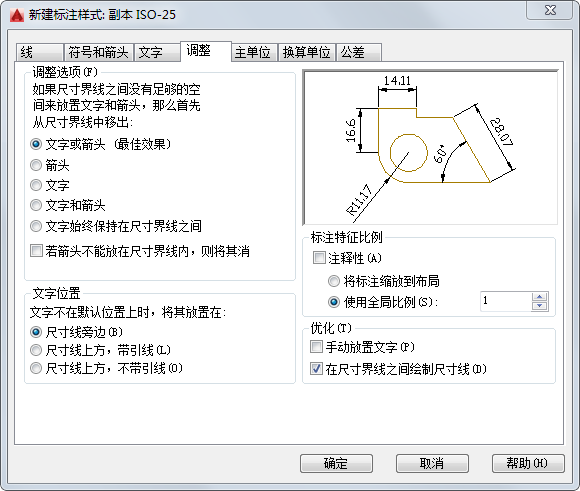 新建标注样式: 副本 ISO-25
线 符号和箭头 文字 调整 主单位 换算单位 公差
调整选项(F)
如果尺寸界线之间没有足够的空
间来放置文字和箭头，那么首先
从尺寸界线中移出:
文字或箭头 (最佳效果)
箭头
文字
文字和箭头
文字始终保持在尺寸界线之间
若箭头不能放在尺寸界线内，则将其消
文字位置
文字不在默认位置上时，将其放置在:
尺寸线旁边(B)
尺寸线上方，带引线(L)
尺寸线上方，不带引线(O)
14.11
16.6
28.07
60°
R11.17
标注特征比例
注释性(A)
将标注缩放到布局
使用全局比例(S): 1
优化(T)
手动放置文字(P)
在尺寸界线之间绘制尺寸线(D)
确定 取消 帮助(H)